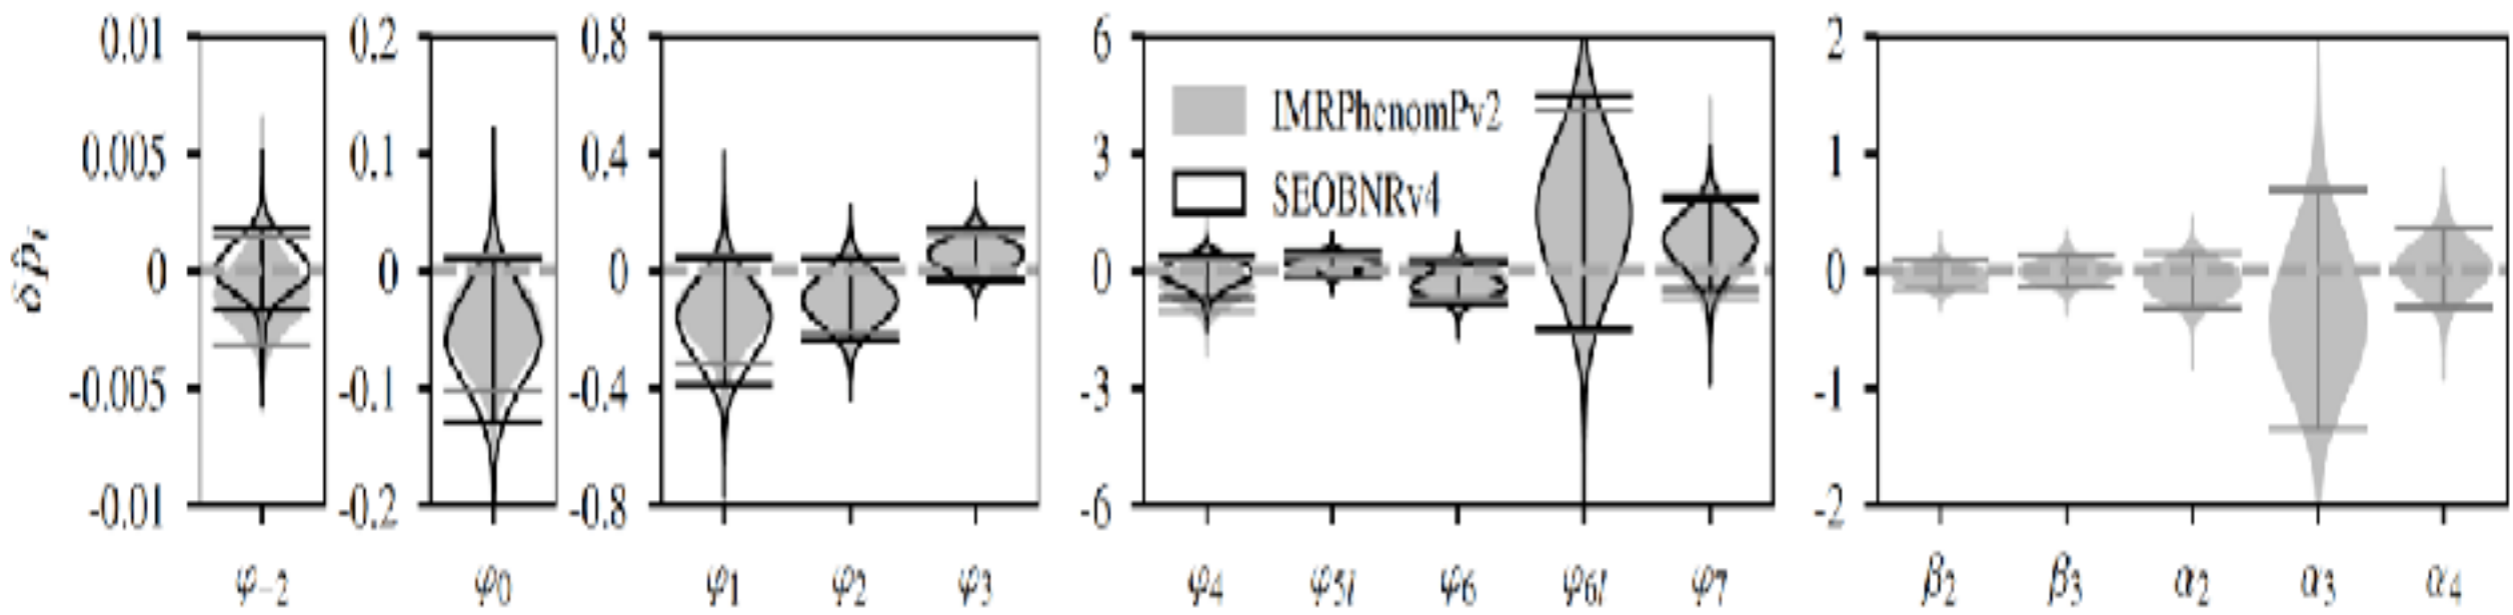 0.01 0.2 0.8 6 2
IMRPhenomPv2
0.005 0.1 0.4 3 1
SEOBNRv4
δp̂ᵢ 0 0 0 0 0
-0.005 -0.1 -0.4 -3 -1
-0.01 -0.2 -0.8 -6 -2
φ₋₂ φ₀ φ₁ φ₂ φ₃ φ₄ φ₅ₗ φ₆ φ₆ₗ φ₇ β₂ β₃ α₂ α₃ α₄